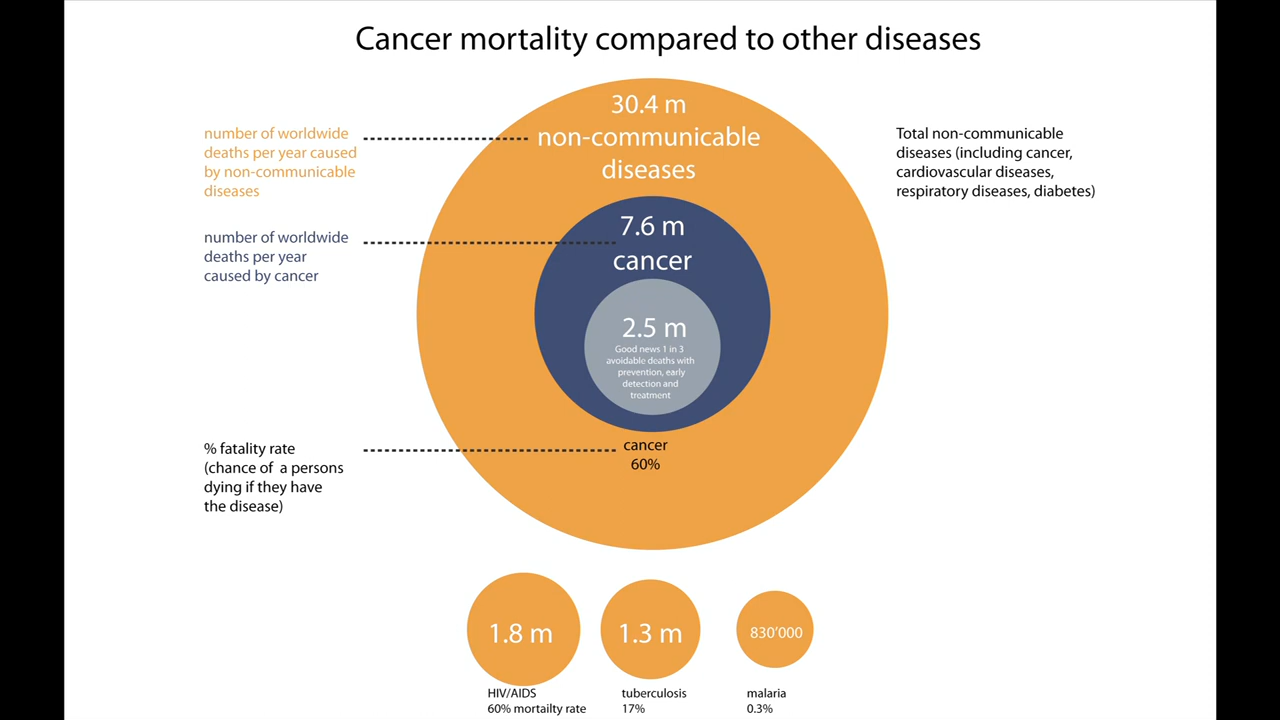 Cancer mortality compared to other diseases
number of worldwide
deaths per year caused
by non-communicable
diseases
30.4 m
non-communicable
diseases
Total non-communicable
diseases (including cancer,
cardiovascular diseases,
respiratory diseases, diabetes)
number of worldwide
deaths per year
caused by cancer
7.6 m
cancer
2.5 m
Good news 1 in 3
avoidable deaths with
prevention, early
detection and
treatment
% fatality rate
(chance of a persons
dying if they have
the disease)
cancer
60%
1.8 m
HIV/AIDS
60% mortailty rate
1.3 m
tuberculosis
17%
830'000
malaria
0.3%